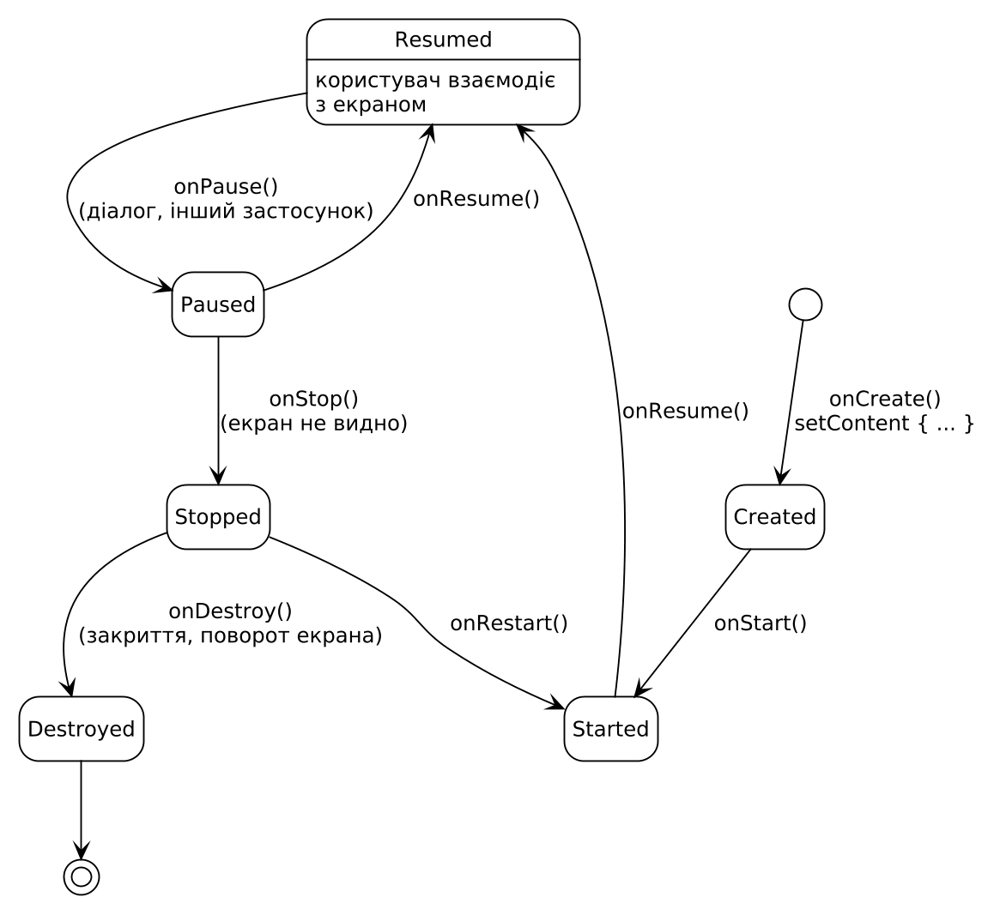 Resumed
користувач взаємодіє
з екраном
onPause()
(діалог, інший застосунок)
onResume()
Paused
onStop()
(екран не видно)
onResume()
onCreate()
setContent { ... }
Stopped
Created
onDestroy()
(закриття, поворот екрана)
onRestart()
onStart()
Destroyed
Started